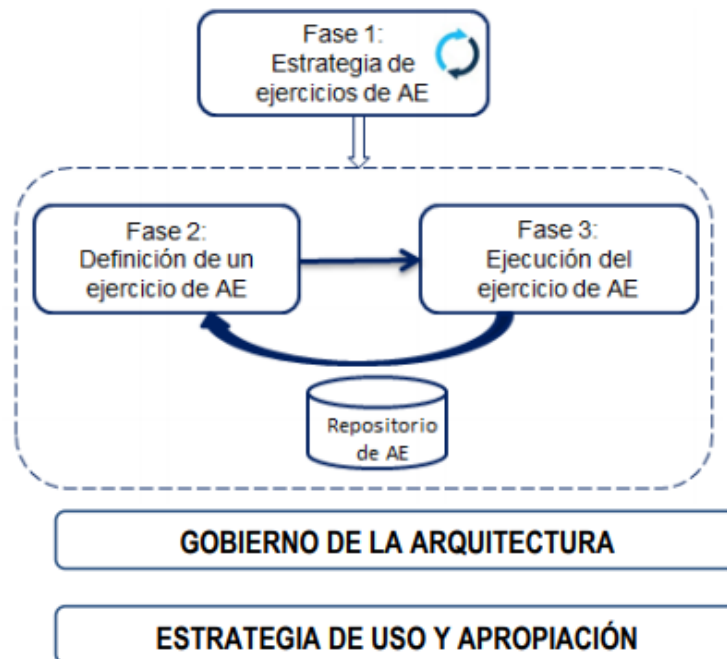 Fase 1:
Estrategia de
ejercicios de AE
Fase 2:
Definición de un
ejercicio de AE
Fase 3:
Ejecución del
ejercicio de AE
Repositorio
de AE
GOBIERNO DE LA ARQUITECTURA
ESTRATEGIA DE USO Y APROPIACIÓN